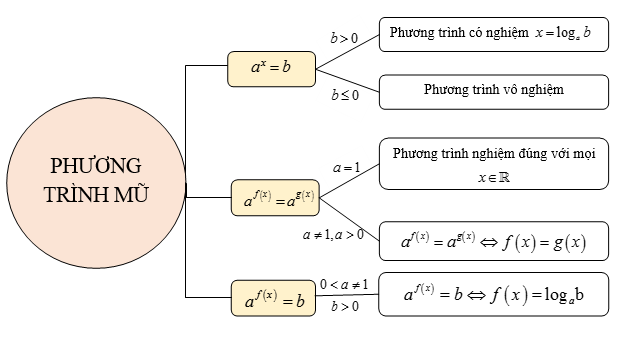 PHƯƠNG
TRÌNH MŨ
a^x = b
b > 0
Phương trình có nghiệm x = log_a b
b ≤ 0
Phương trình vô nghiệm
a^{f(x)} = a^{g(x)}
a = 1
Phương trình nghiệm đúng với mọi
x ∈ ℝ
a ≠ 1, a > 0
a^{f(x)} = a^{g(x)} ⇔ f(x) = g(x)
a^{f(x)} = b
0 < a ≠ 1
b > 0
a^{f(x)} = b ⇔ f(x) = log_a b